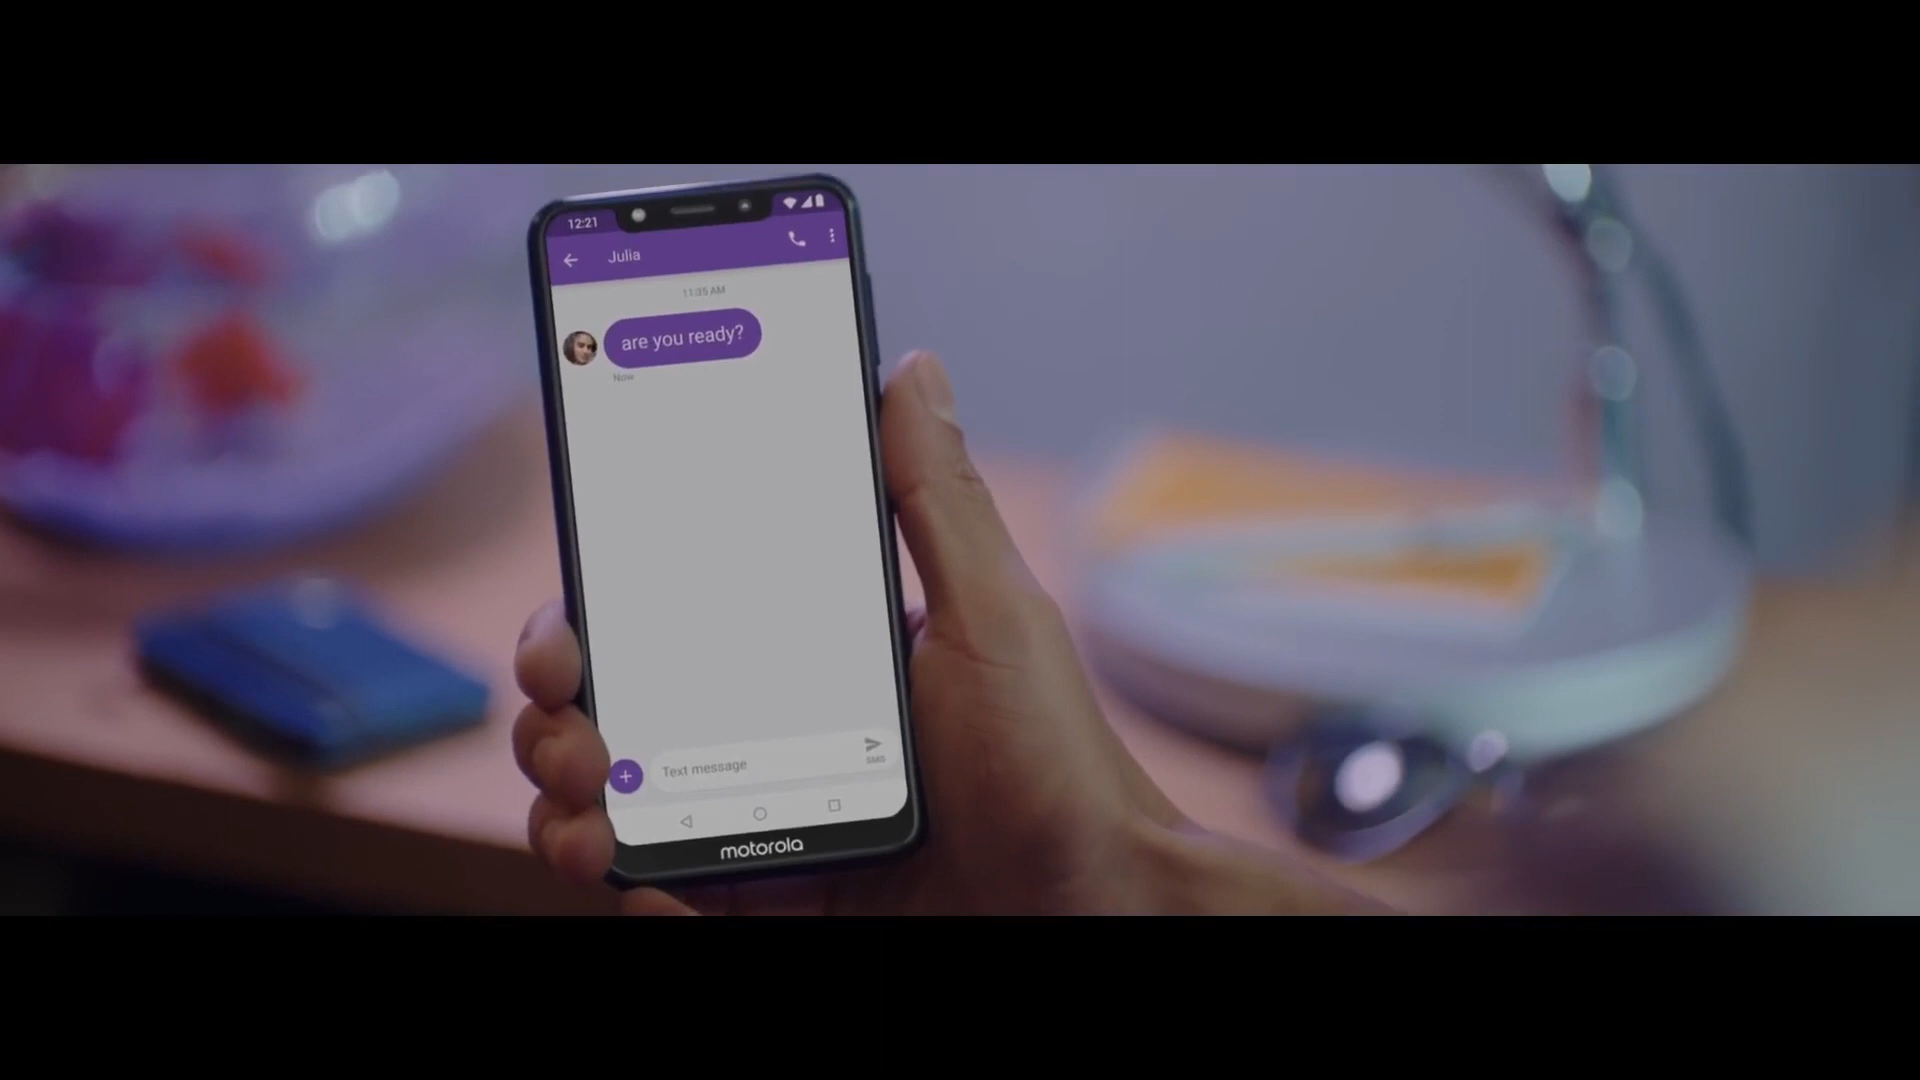 12:21
Julia
11:35 AM
are you ready?
Now
Text message
SMS
motorola